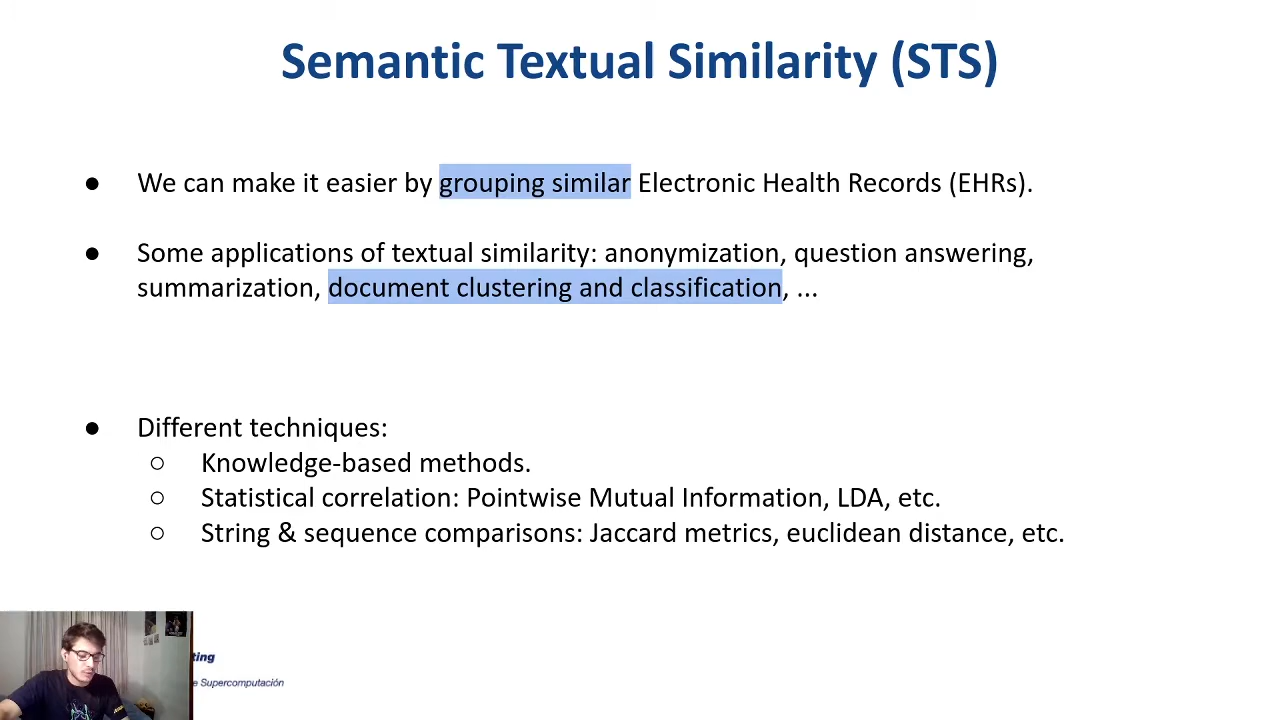 Semantic Textual Similarity (STS)
● We can make it easier by grouping similar Electronic Health Records (EHRs).
● Some applications of textual similarity: anonymization, question answering,
summarization, document clustering and classification, ...
● Different techniques:
○ Knowledge-based methods.
○ Statistical correlation: Pointwise Mutual Information, LDA, etc.
○ String & sequence comparisons: Jaccard metrics, euclidean distance, etc.
ting
e Supercomputación